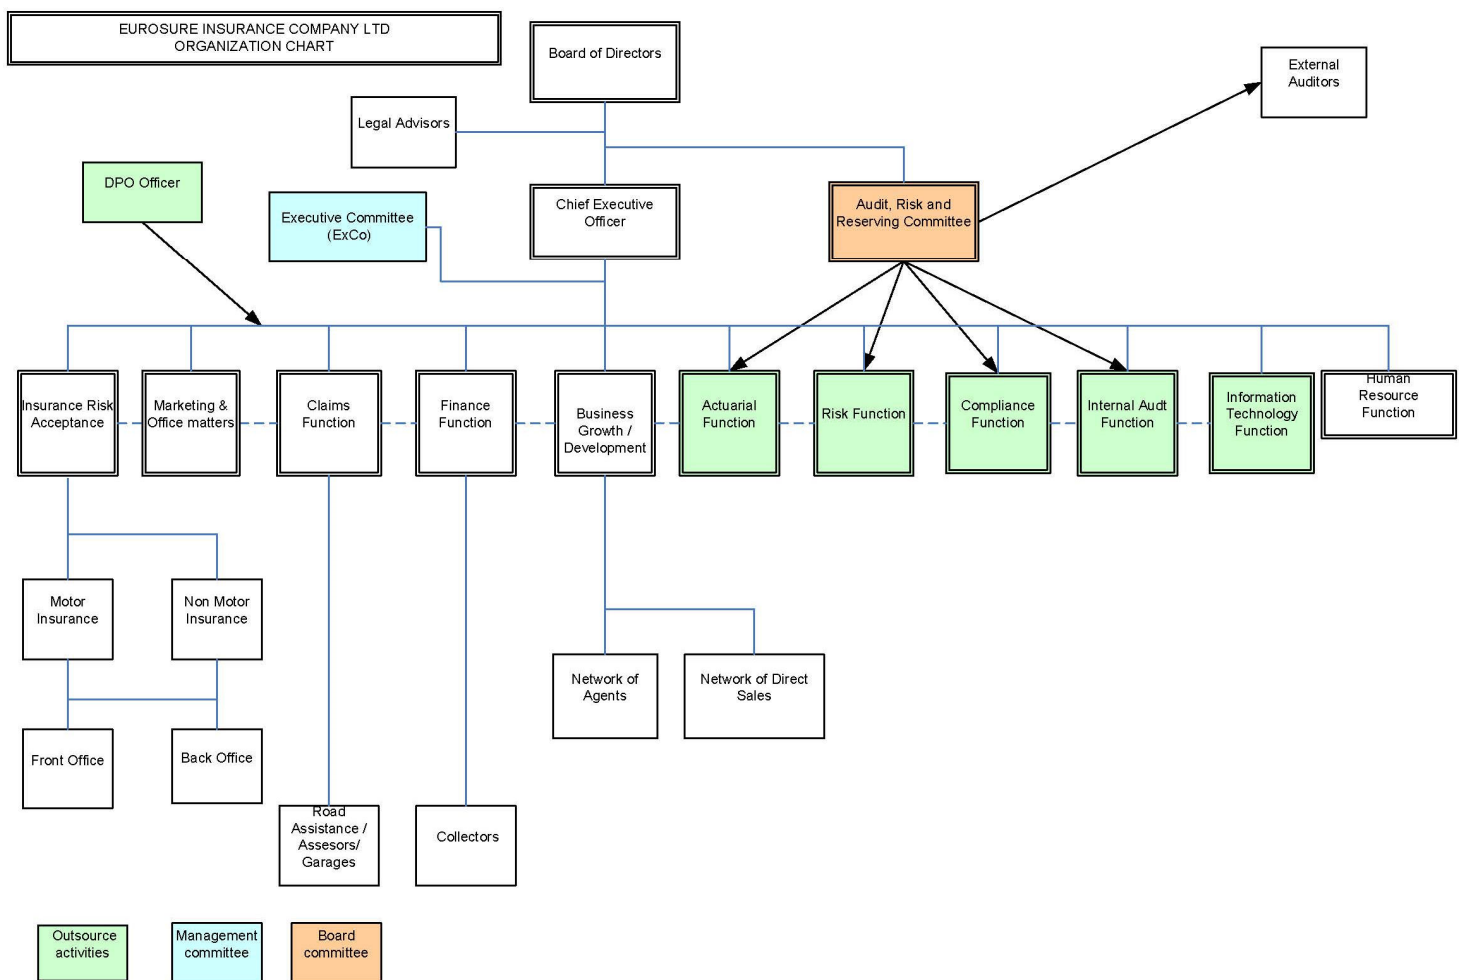 EUROSURE INSURANCE COMPANY LTD
ORGANIZATION CHART
Board of Directors
External
Auditors
Legal Advisors
DPO Officer
Executive Committee
(ExCo)
Chief Executive
Officer
Audit, Risk and
Reserving Committee
Insurance Risk
Acceptance
Marketing &
Office matters
Claims
Function
Finance
Function
Business
Growth /
Development
Actuarial
Function
Risk Function
Compliance
Function
Internal Audt
Function
Information
Technology
Function
Human
Resource
Function
Motor
Insurance
Non Motor
Insurance
Network of
Agents
Network of Direct
Sales
Front Office
Back Office
Road
Assistance /
Assesors/
Garages
Collectors
Outsource
activities
Management
committee
Board
committee